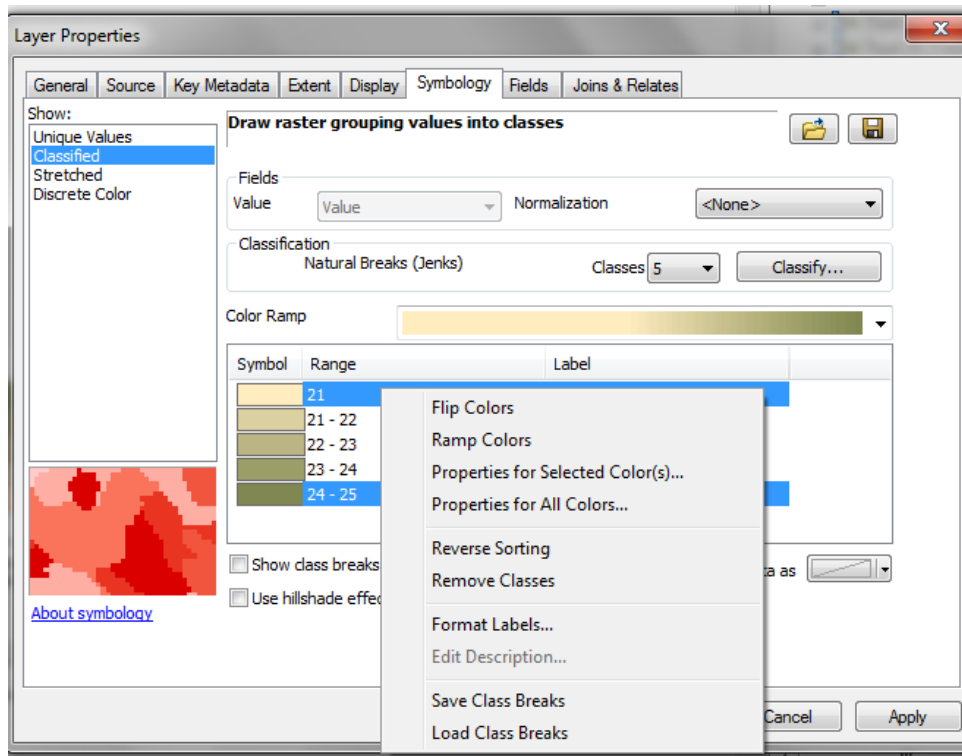 Layer Properties
General Source Key Metadata Extent Display Symbology Fields Joins & Relates
Show:
Unique Values
Classified
Stretched
Discrete Color
Draw raster grouping values into classes
Fields
Value Value Normalization <None>
Classification
Natural Breaks (Jenks) Classes 5 Classify...
Color Ramp
Symbol Range Label
21
21 - 22
22 - 23
23 - 24
24 - 25
Flip Colors
Ramp Colors
Properties for Selected Color(s)...
Properties for All Colors...
Reverse Sorting
Remove Classes
Format Labels...
Edit Description...
Save Class Breaks
Load Class Breaks
Show class breaks
as
Use hillshade
About symbology
Cancel Apply